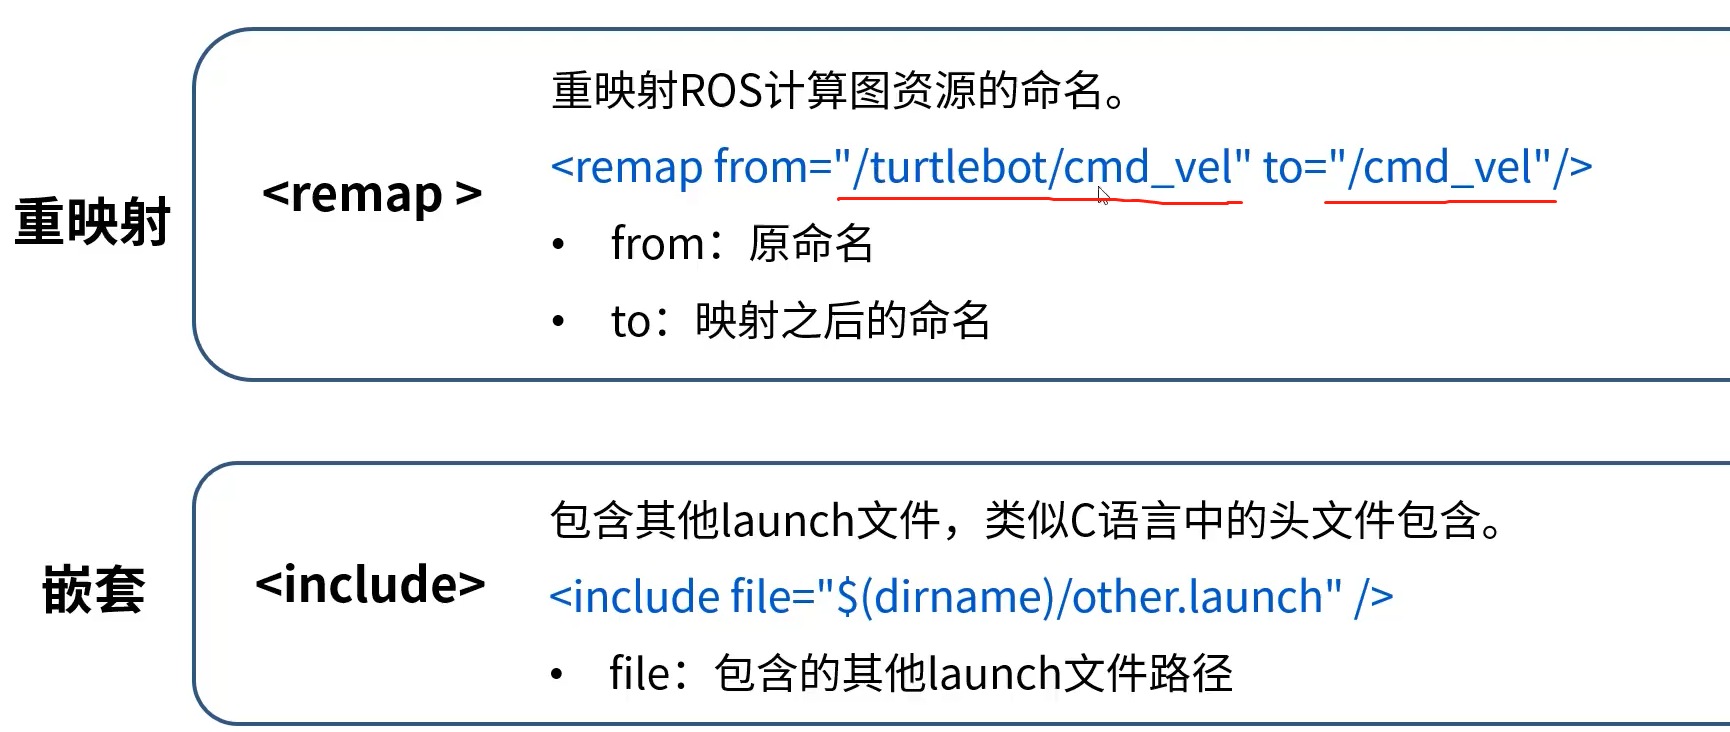 重映射
<remap >
重映射ROS计算图资源的命名。
<remap from="/turtlebot/cmd_vel" to="/cmd_vel"/>
• from：原命名
• to：映射之后的命名
嵌套
<include>
包含其他launch文件，类似C语言中的头文件包含。
<include file="$(dirname)/other.launch" />
• file：包含的其他launch文件路径